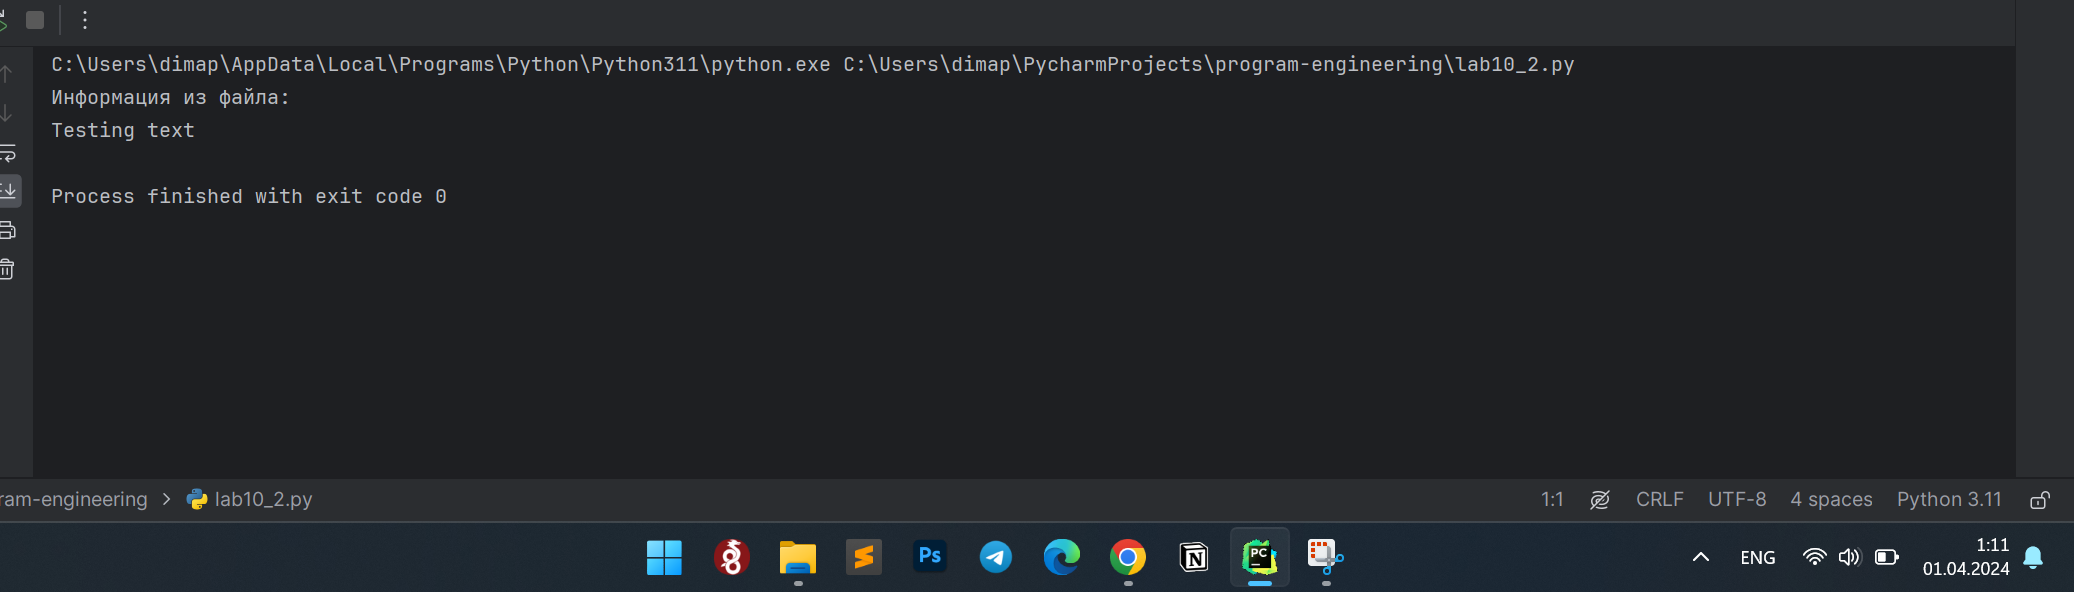 C:\Users\dimap\AppData\Local\Programs\Python\Python311\python.exe C:\Users\dimap\PycharmProjects\program-engineering\lab10_2.py
Информация из файла:
Testing text
Process finished with exit code 0
ram-engineering > lab10_2.py
1:1 CRLF UTF-8 4 spaces Python 3.11
Ps
N
PC
ENG
1:11
01.04.2024